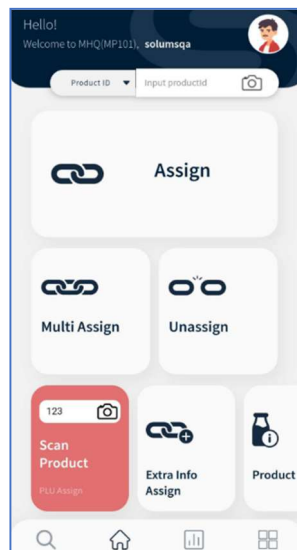 Hello!
Welcome to MHQ(MP101), solumsqa
Product ID Input productId
Assign
Multi Assign Unassign
123
Scan
Product
PLU Assign
Extra Info
Assign
Product